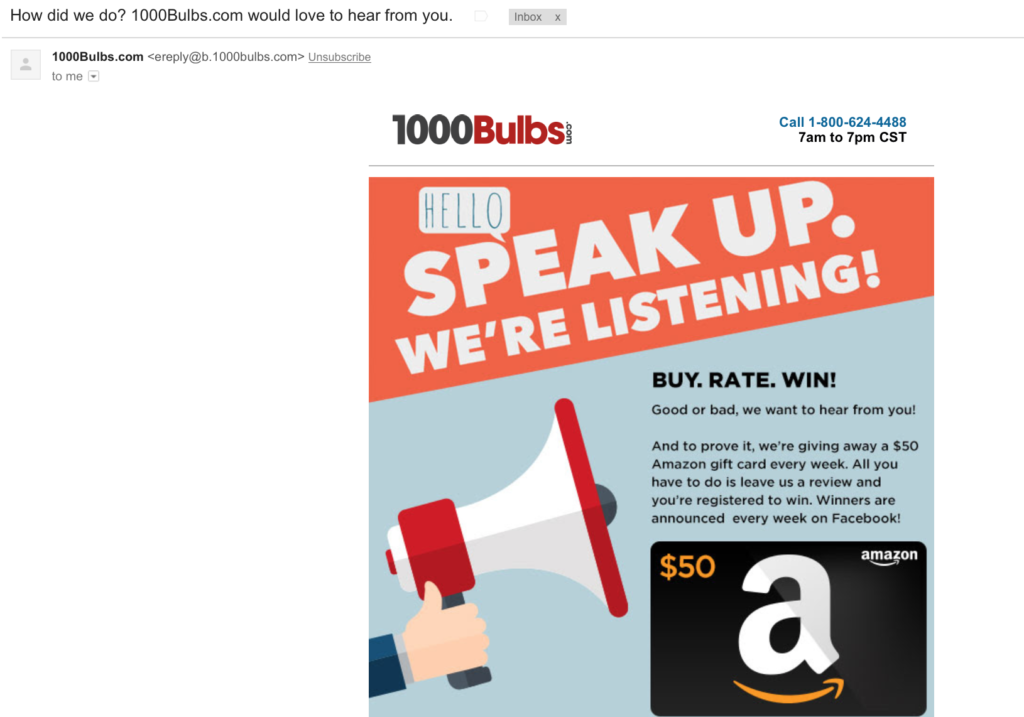 How did we do? 1000Bulbs.com would love to hear from you.
Inbox x
1000Bulbs.com <ereply@b.1000bulbs.com> Unsubscribe
to me
1000Bulbs.com
Call 1-800-624-4488
7am to 7pm CST
HELLO
SPEAK UP.
WE'RE LISTENING!
BUY. RATE. WIN!
Good or bad, we want to hear from you!
And to prove it, we're giving away a $50
Amazon gift card every week. All you
have to do is leave us a review and
you're registered to win. Winners are
announced every week on Facebook!
$50
amazon
a